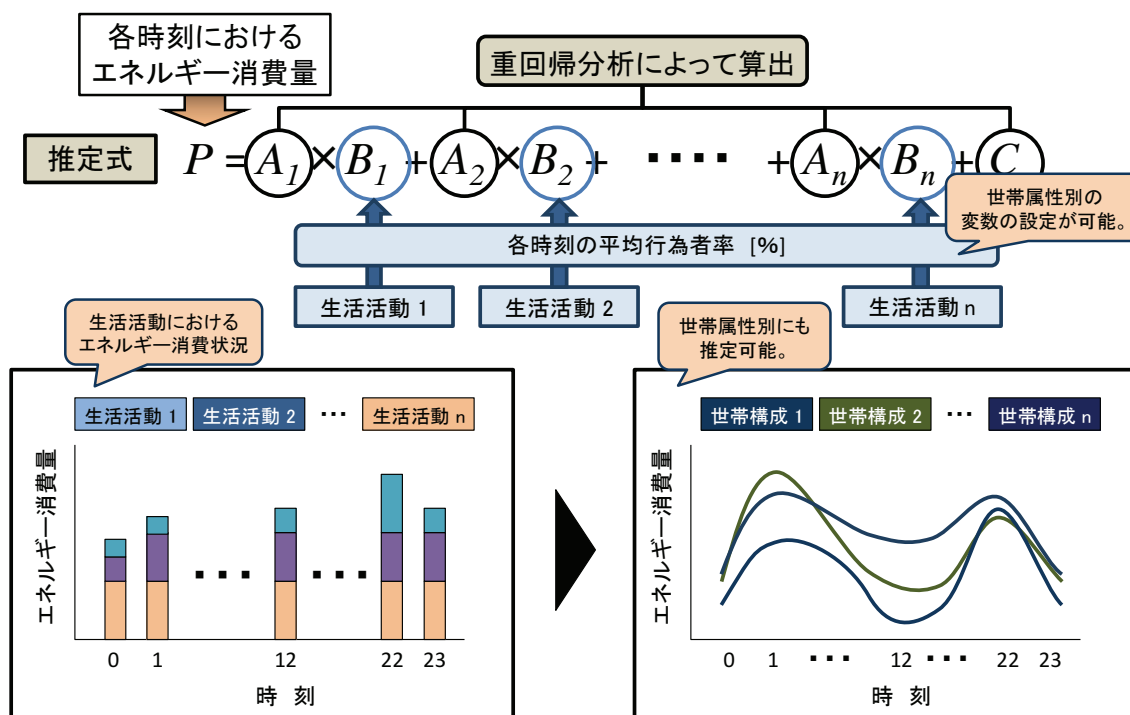 各時刻における
エネルギー消費量
重回帰分析によって算出
推定式
P = A1 × B1 + A2 × B2 + ···· + An × Bn + C
世帯属性別の
変数の設定が可能。
各時刻の平均行為者率 [%]
生活活動 1
生活活動 2
生活活動 n
生活活動における
エネルギー消費状況
世帯属性別にも
推定可能。
生活活動 1
生活活動 2
···
生活活動 n
エネルギー消費量
··· ···
0 1 12 22 23
時 刻
世帯構成 1
世帯構成 2
···
世帯構成 n
エネルギー消費量
0 1 ··· 12 ··· 22 23
時 刻